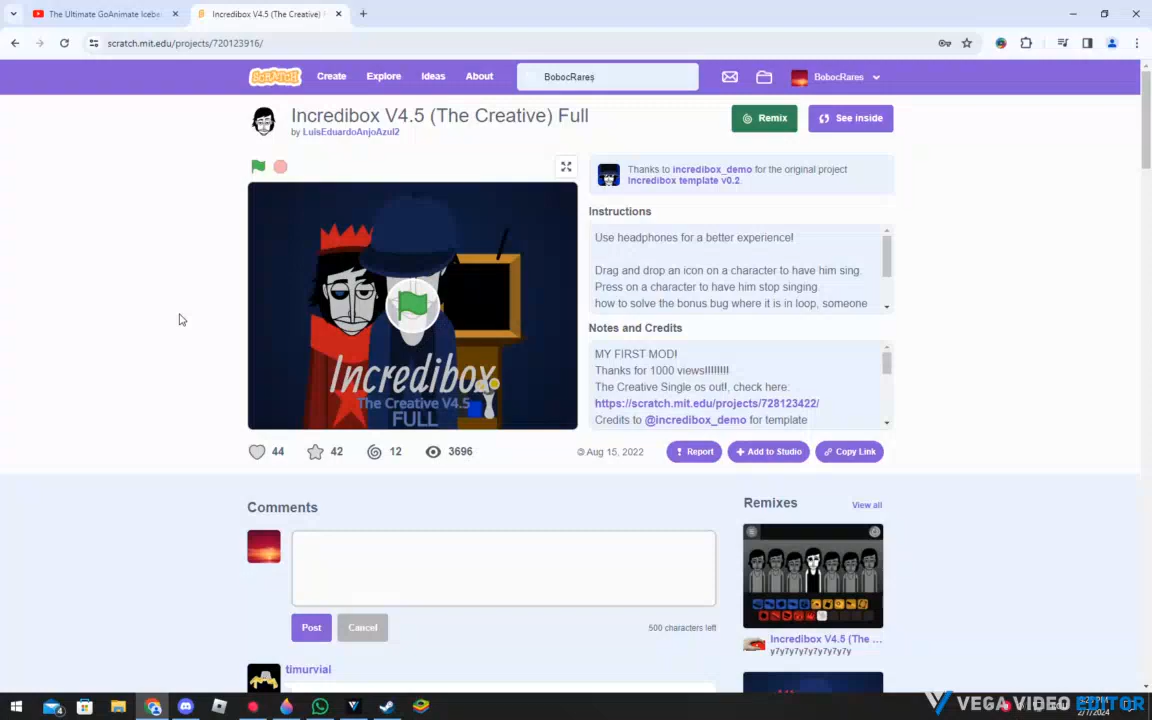 The Ultimate GoAnimate Iceb
Incredibox V4.5 (The Creative)
scratch.mit.edu/projects/720123916/
SCRATCH
Create
Explore
Ideas
About
BobocRares
BobocRares
Incredibox V4.5 (The Creative) Full
by LuisEduardoAnjoAzul2
Remix
See inside
Thanks to incredibox_demo for the original project
Incredibox template v0.2.
Instructions
Use headphones for a better experience!
Drag and drop an icon on a character to have him sing.
Press on a character to have him stop singing
how to solve the bonus bug where it is in loop, someone
Notes and Credits
MY FIRST MOD!
Thanks for 1000 views!!!!!!!!
The Creative Single os out!, check here:
https://scratch.mit.edu/projects/728123422/
Credits to @incredibox_demo for template
Incredibox
The Creative V4.5
FULL
44
42
12
3696
© Aug 15, 2022
Report
Add to Studio
Copy Link
Comments
Remixes
View all
Post
Cancel
500 characters left
Incredibox V4.5 (The ...
y7y7y7y7y7y7y7y7y
timurvial
VEGA VIDEO EDITOR
2/7/2024